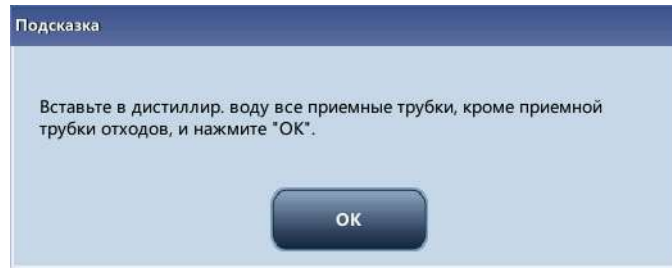 Подсказка
Вставьте в дистиллир. воду все приемные трубки, кроме приемной
трубки отходов, и нажмите "ОК".
ОК